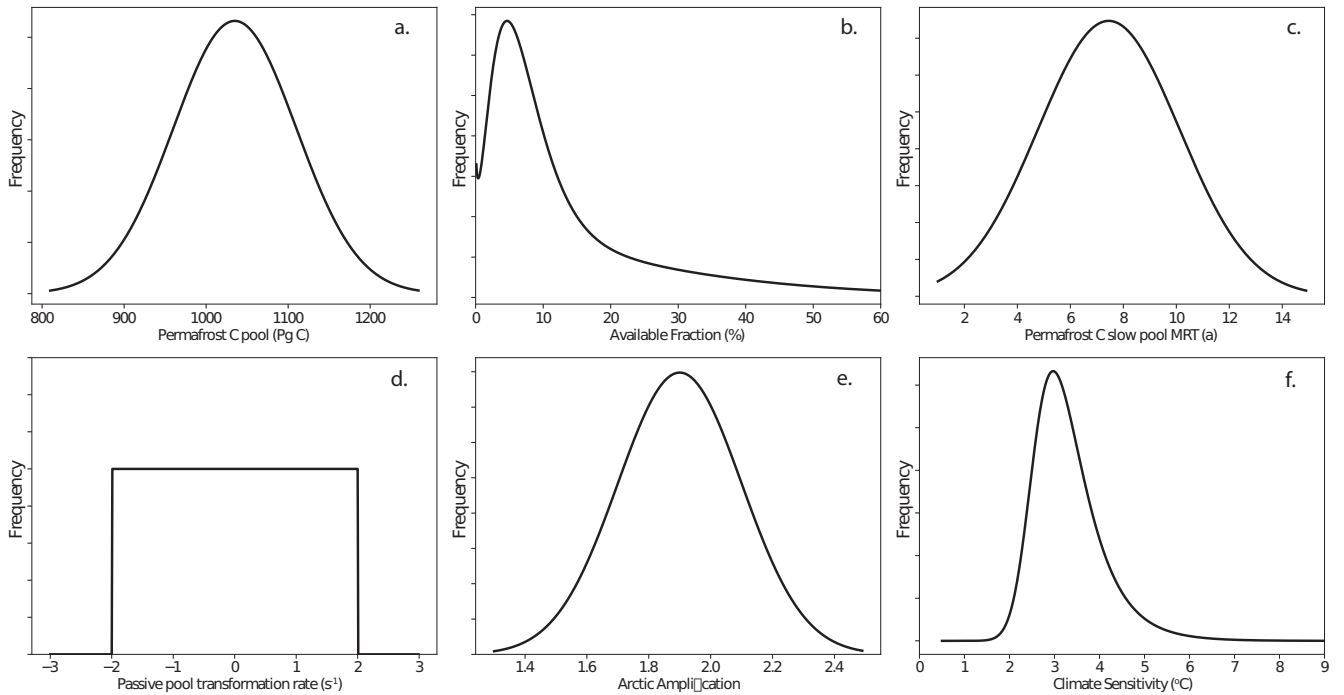 a.
Frequency
800 900 1000 1100 1200
Permafrost C pool (Pg C)
b.
Frequency
0 10 20 30 40 50 60
Available Fraction (%)
c.
Frequency
2 4 6 8 10 12 14
Permafrost C slow pool MRT (a)
d.
Frequency
−3 −2 −1 0 1 2 3
Passive pool transformation rate (s⁻¹)
e.
Frequency
1.4 1.6 1.8 2.0 2.2 2.4
Arctic Ampli▯cation
f.
Frequency
0 1 2 3 4 5 6 7 8 9
Climate Sensitivity (°C)